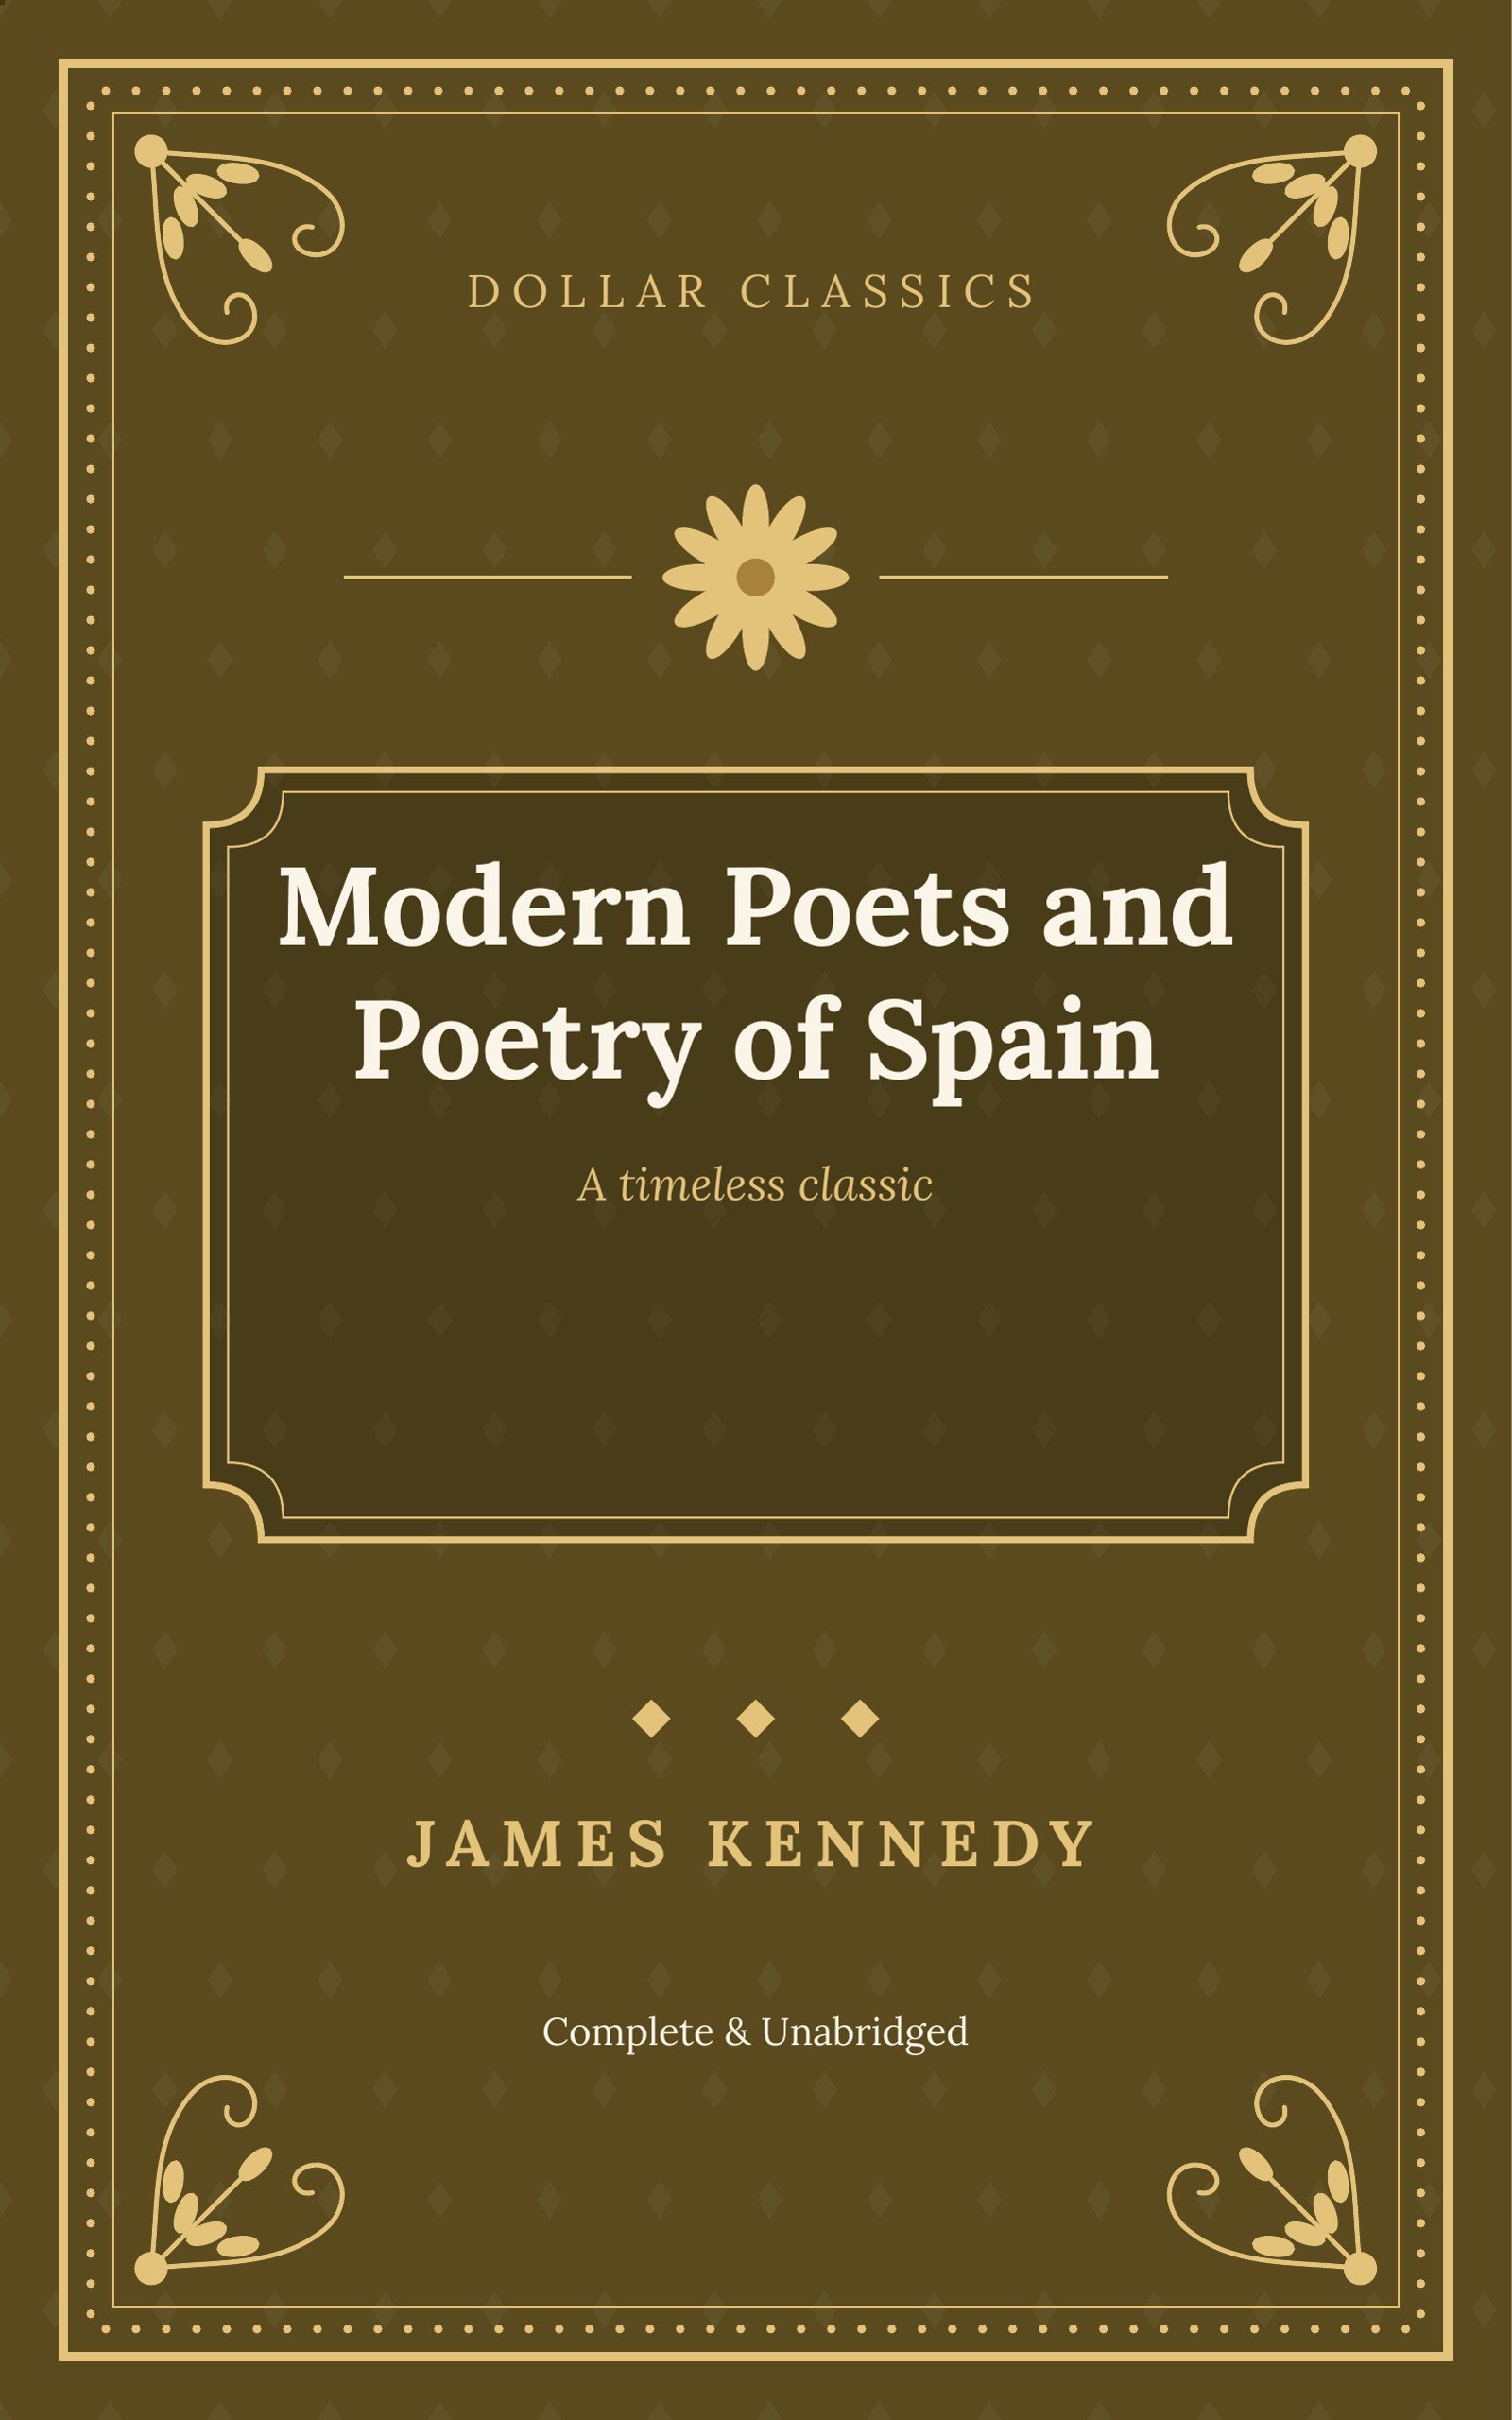 DOLLAR CLASSICS
Modern Poets and
Poetry of Spain
A timeless classic
JAMES KENNEDY
Complete & Unabridged